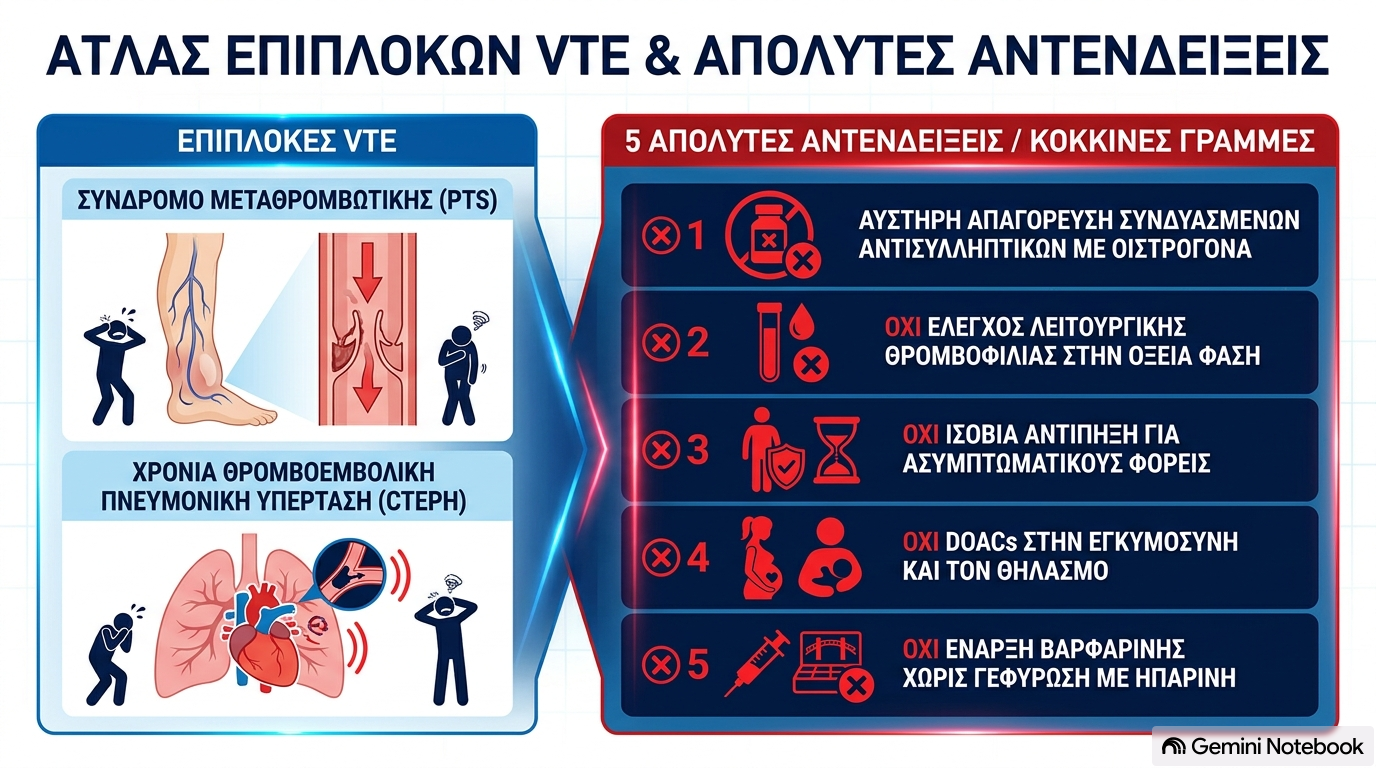 ΑΤΛΑΣ ΕΠΙΠΛΟΚΩΝ VTE & ΑΠΟΛΥΤΕΣ ΑΝΤΕΝΔΕΙΞΕΙΣ
ΕΠΙΠΛΟΚΕΣ VTE
ΣΥΝΔΡΟΜΟ ΜΕΤΑΘΡΟΜΒΩΤΙΚΗΣ (PTS)
ΧΡΟΝΙΑ ΘΡΟΜΒΟΕΜΒΟΛΙΚΗ
ΠΝΕΥΜΟΝΙΚΗ ΥΠΕΡΤΑΣΗ (CTEPH)
5 ΑΠΟΛΥΤΕΣ ΑΝΤΕΝΔΕΙΞΕΙΣ / ΚΟΚΚΙΝΕΣ ΓΡΑΜΜΕΣ
1
ΑΥΣΤΗΡΗ ΑΠΑΓΟΡΕΥΣΗ ΣΥΝΔΥΑΣΜΕΝΩΝ
ΑΝΤΙΣΥΛΛΗΠΤΙΚΩΝ ΜΕ ΟΙΣΤΡΟΓΟΝΑ
2
ΟΧΙ ΕΛΕΓΧΟΣ ΛΕΙΤΟΥΡΓΙΚΗΣ
ΘΡΟΜΒΟΦΙΛΙΑΣ ΣΤΗΝ ΟΞΕΙΑ ΦΑΣΗ
3
ΟΧΙ ΙΣΟΒΙΑ ΑΝΤΙΠΗΞΗ ΓΙΑ
ΑΣΥΜΠΤΩΜΑΤΙΚΟΥΣ ΦΟΡΕΙΣ
4
ΟΧΙ DOACs ΣΤΗΝ ΕΓΚΥΜΟΣΥΝΗ
ΚΑΙ ΤΟΝ ΘΗΛΑΣΜΟ
5
ΟΧΙ ΕΝΑΡΞΗ ΒΑΡΦΑΡΙΝΗΣ
ΧΩΡΙΣ ΓΕΦΥΡΩΣΗ ΜΕ ΗΠΑΡΙΝΗ
Gemini Notebook